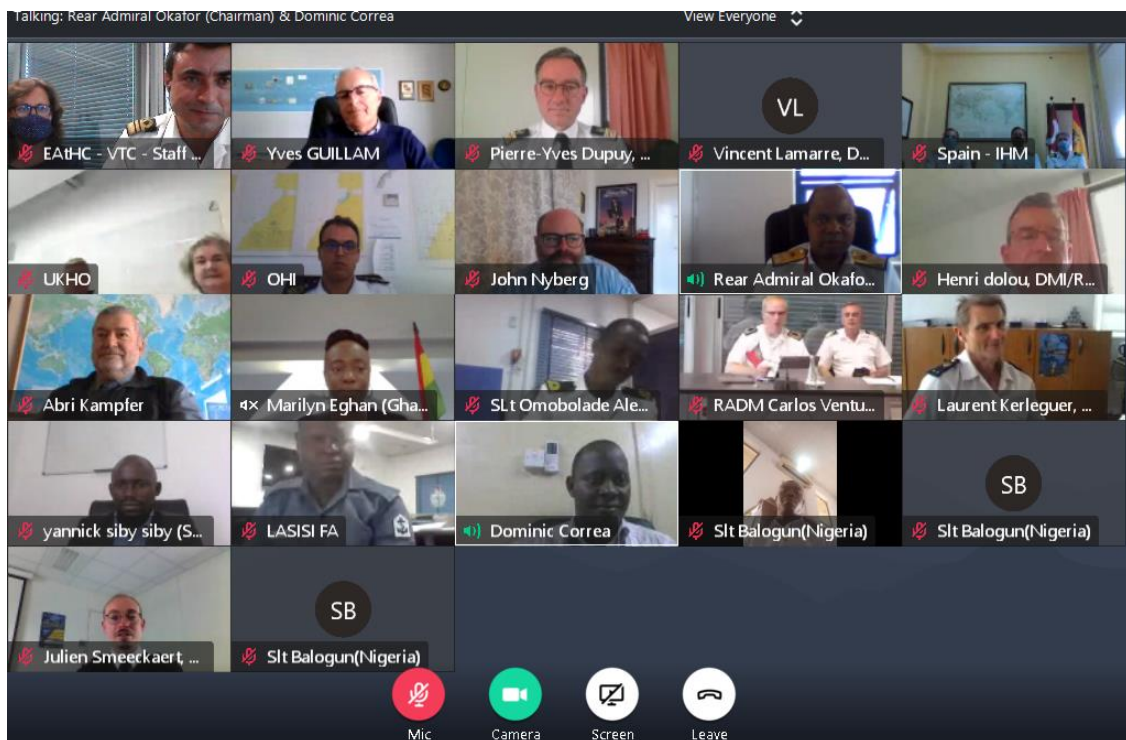 Talking: Rear Admiral Okafor (Chairman) & Dominic Correa
View Everyone
EAtHC - VTC - Staff ...
Yves GUILLAM
Pierre-Yves Dupuy, ...
VL
Vincent Lamarre, D...
Spain - IHM
UKHO
OHI
John Nyberg
Rear Admiral Okafo...
Henri dolou, DMI/R...
Abri Kampfer
Marilyn Eghan (Gha...
SLt Omobolade Ale...
RADM Carlos Ventu...
Laurent Kerleguer, ...
yannick siby siby (S...
LASISI FA
Dominic Correa
Slt Balogun(Nigeria)
SB
Slt Balogun(Nigeria)
Julien Smeeckaert, ...
SB
Slt Balogun(Nigeria)
Mic
Camera
Screen
Leave